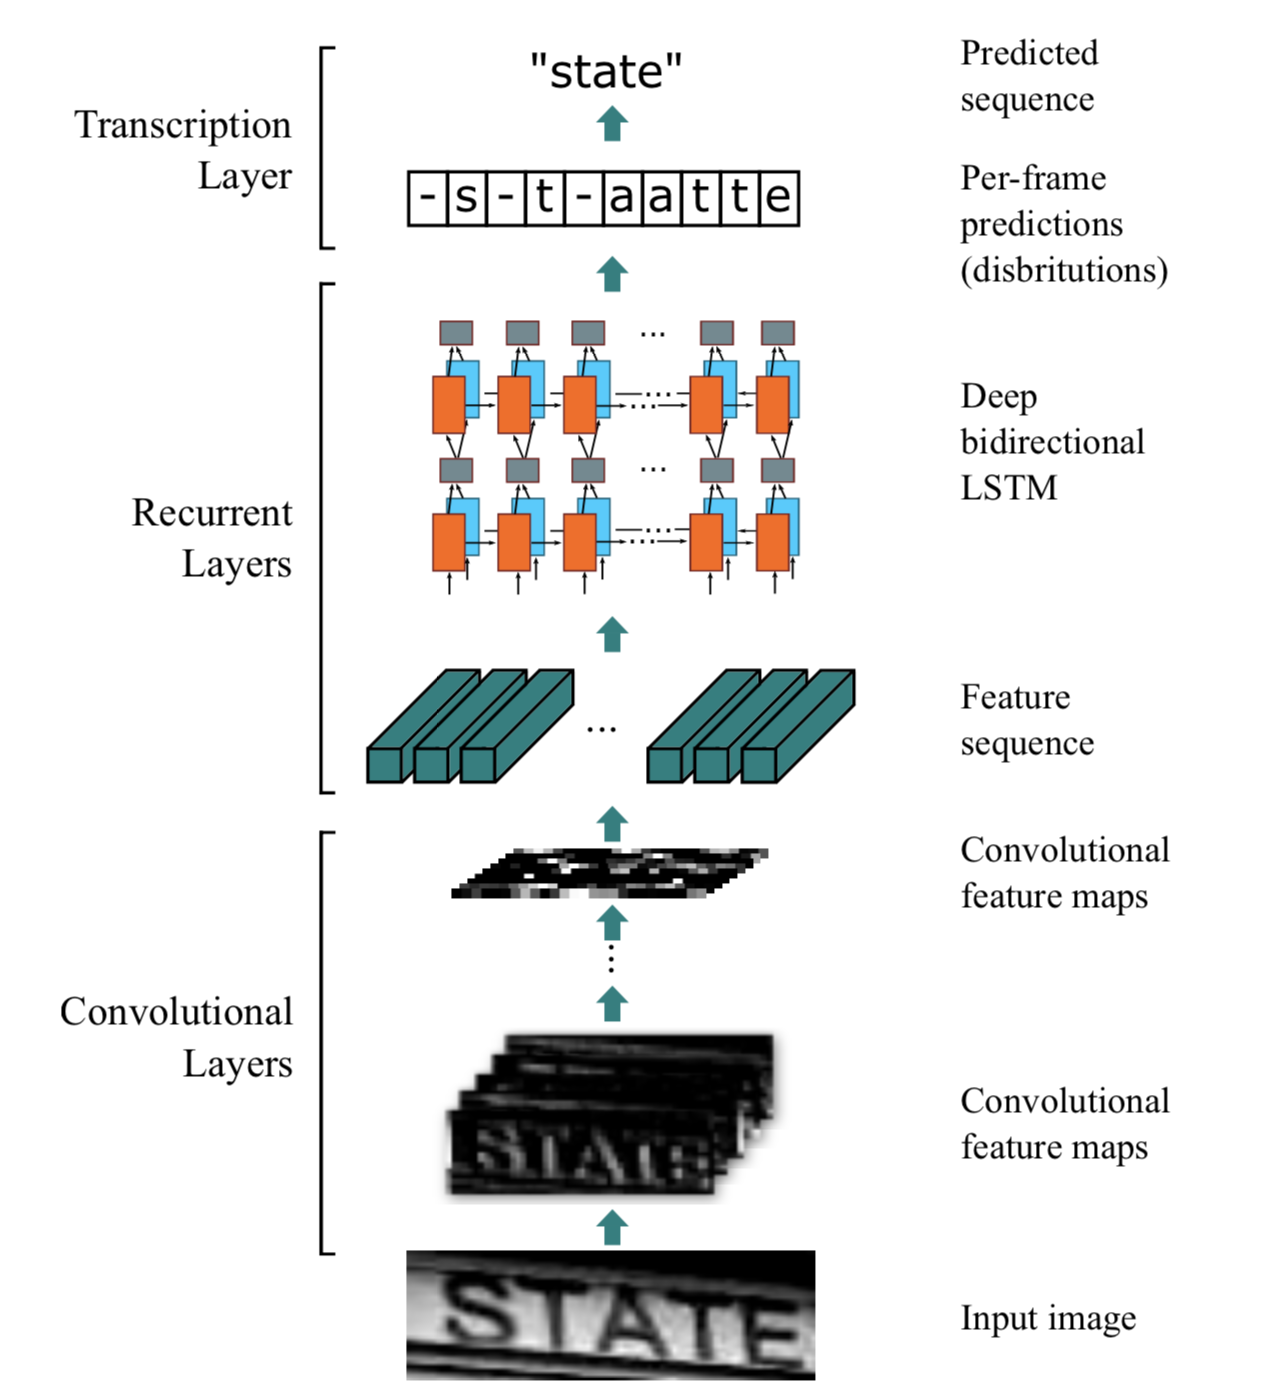 "state"
Predicted
sequence
Transcription
Layer
-s-t-aatte
Per-frame
predictions
(disbritutions)
...
Deep
bidirectional
LSTM
Recurrent
Layers
...
Feature
sequence
...
Convolutional
feature maps
Convolutional
Layers
STATE
Convolutional
feature maps
STATE
Input image